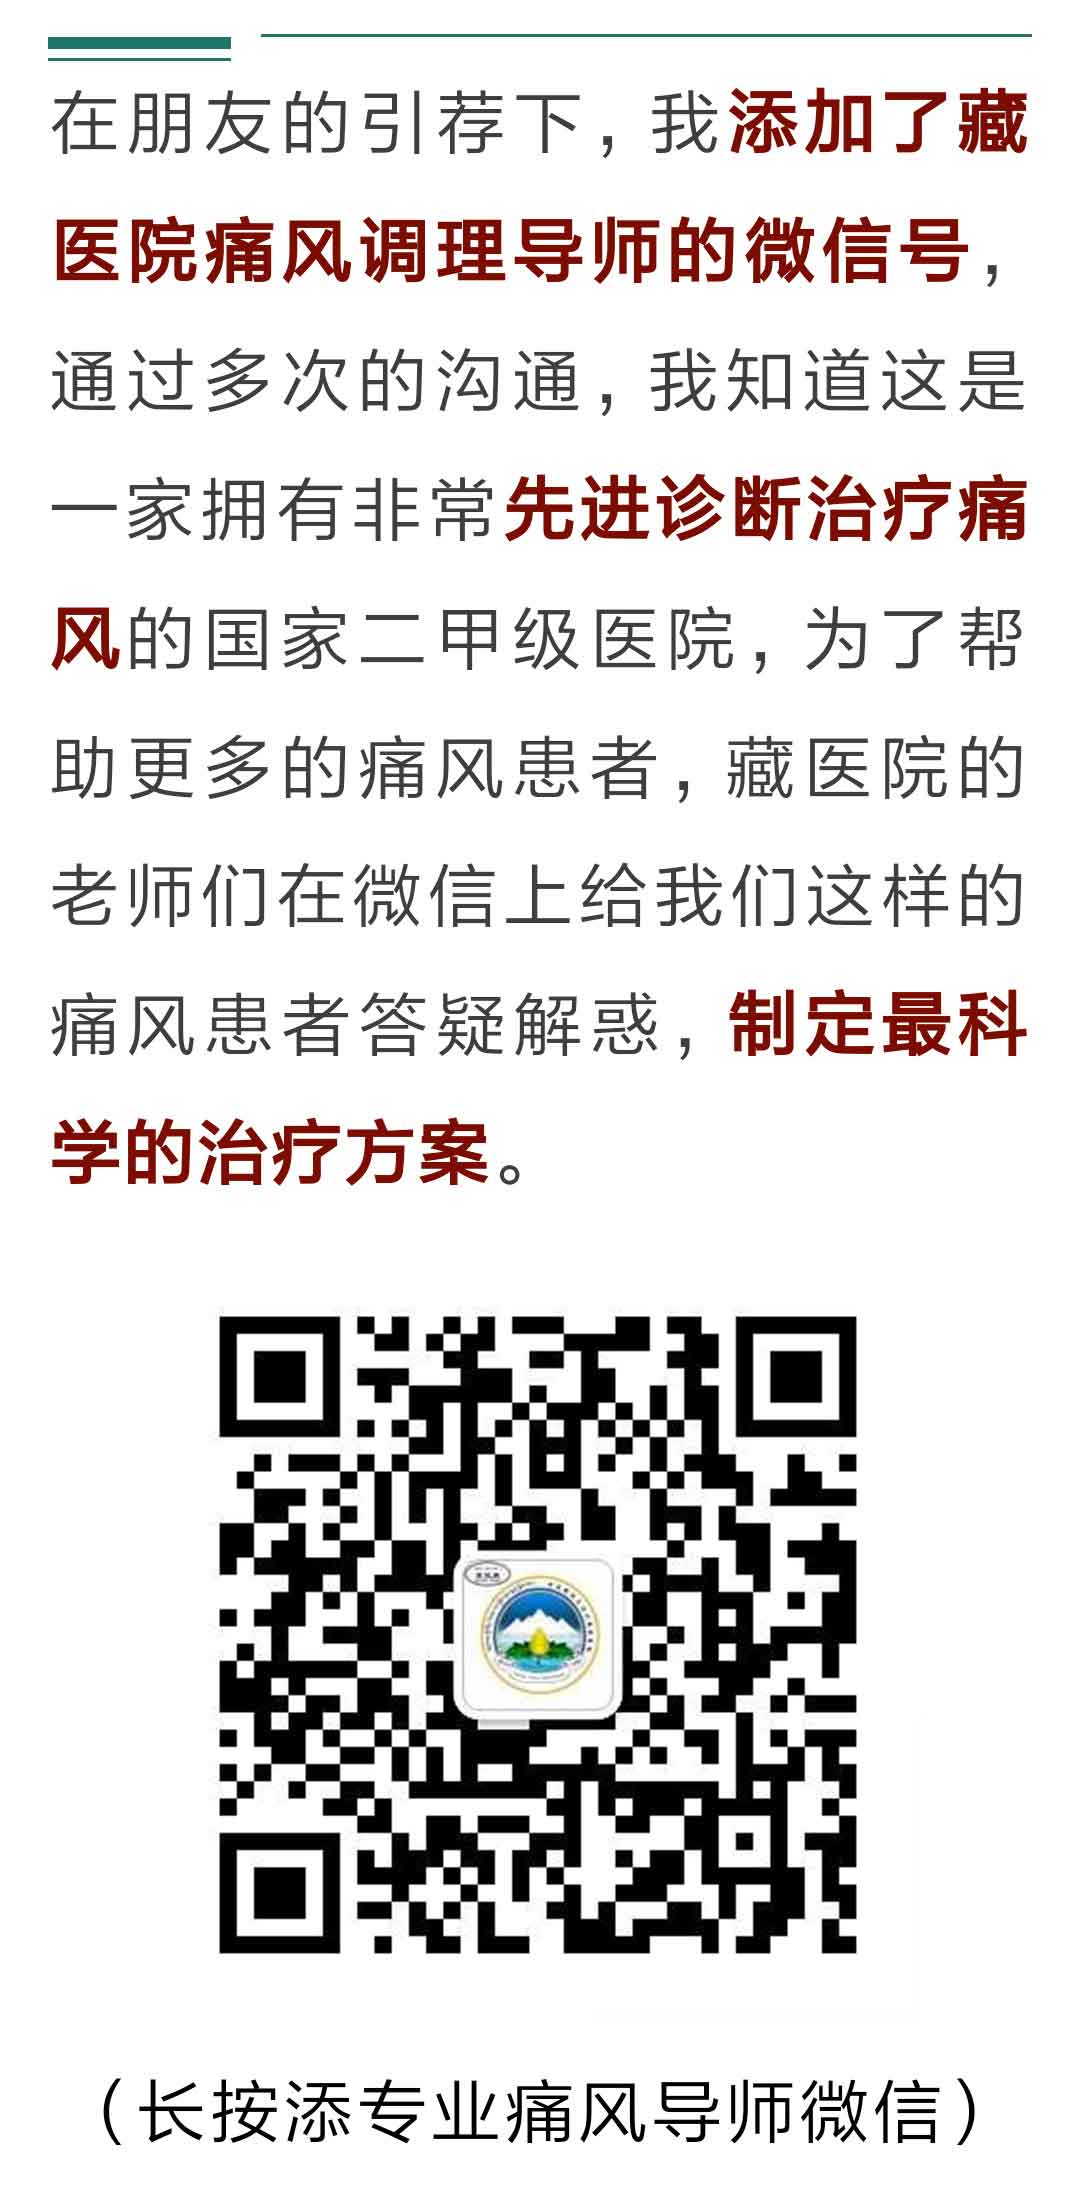 在朋友的引荐下，我添加了藏
医院痛风调理导师的微信号，
通过多次的沟通，我知道这是
一家拥有非常先进诊断治疗痛
风的国家二甲级医院，为了帮
助更多的痛风患者，藏医院的
老师们在微信上给我们这样的
痛风患者答疑解惑，制定最科
学的治疗方案。
（长按添专业痛风导师微信）